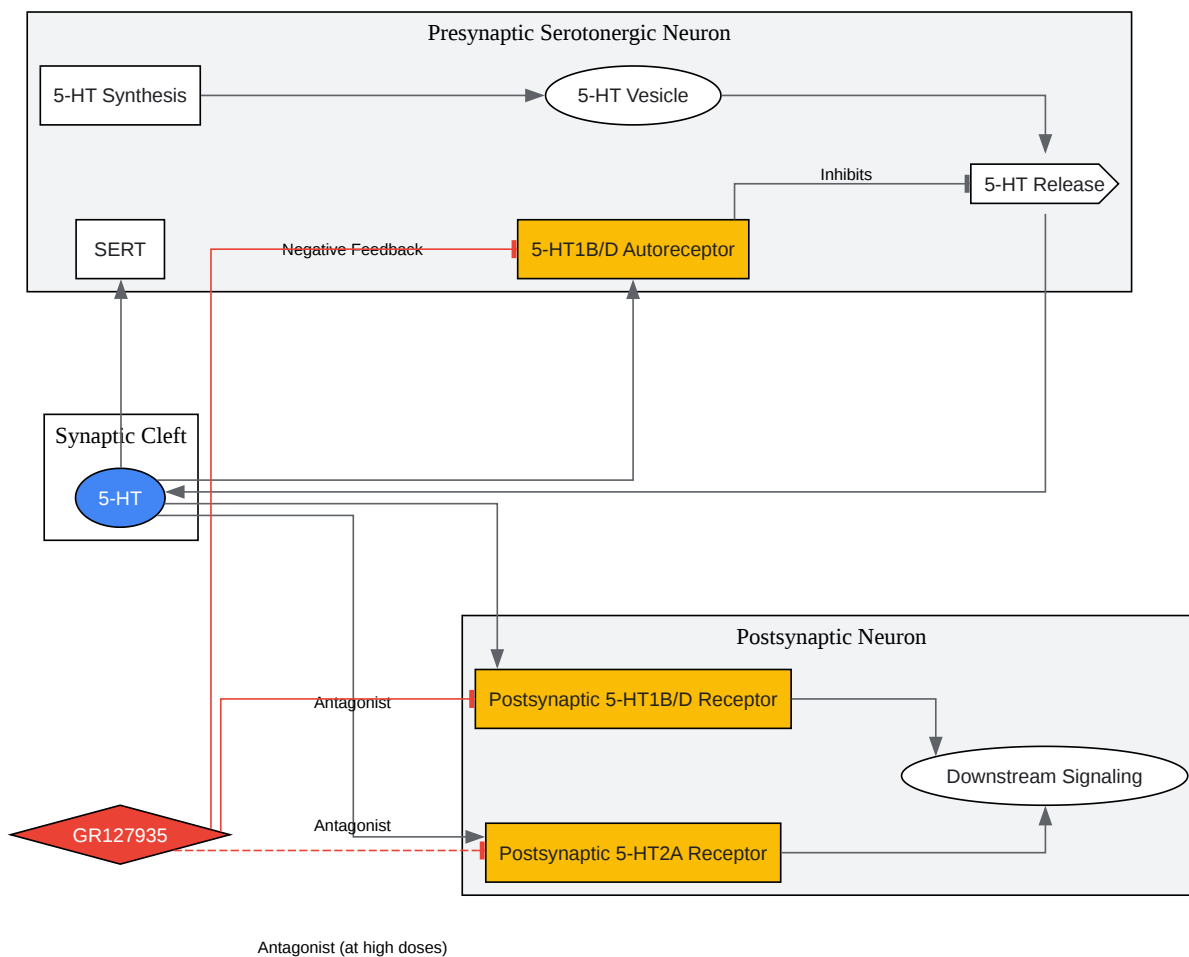 Presynaptic Serotonergic Neuron
5-HT Synthesis
5-HT Vesicle
Inhibits
5-HT Release
SERT
Negative Feedback
5-HT1B/D Autoreceptor
Synaptic Cleft
5-HT
Postsynaptic Neuron
Antagonist
Postsynaptic 5-HT1B/D Receptor
Downstream Signaling
GR127935
Antagonist
Postsynaptic 5-HT2A Receptor
Antagonist (at high doses)